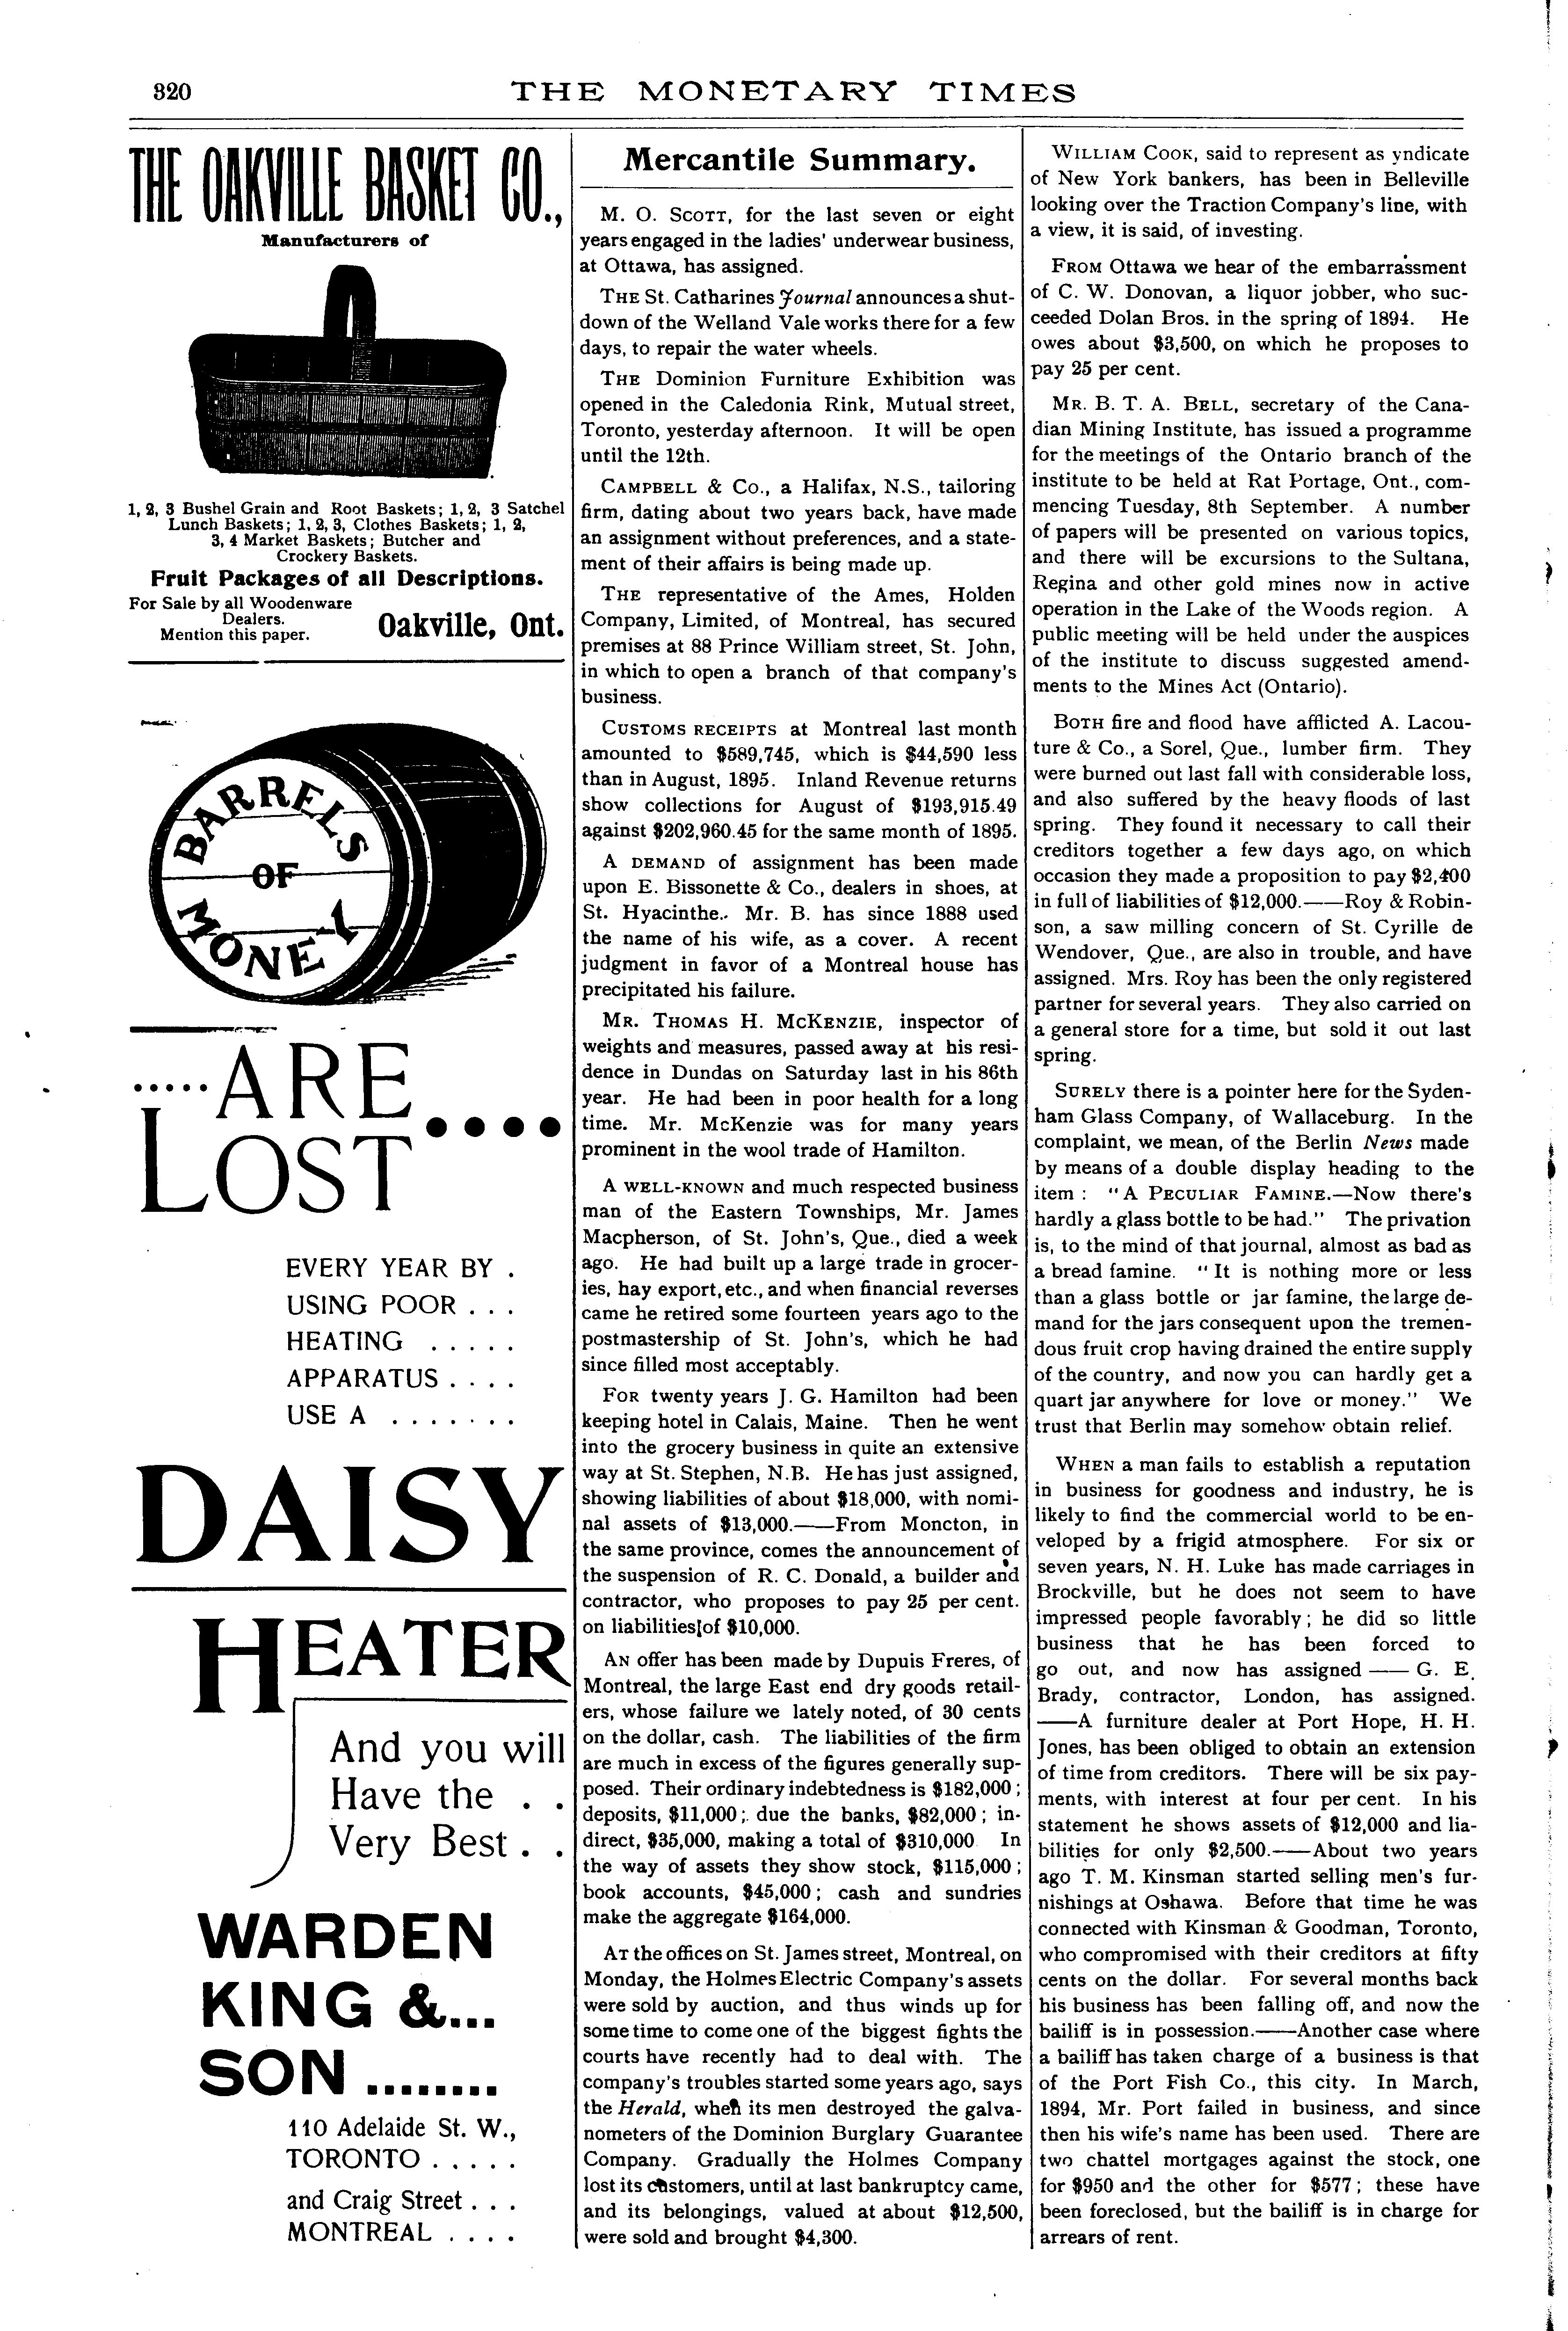 320
THE MONETARY TIMES
THE OAKVILLE BASKET CO.,
Manufacturers of
1, 2, 3 Bushel Grain and Root Baskets; 1, 2, 3 Satchel
Lunch Baskets; 1, 2, 3, Clothes Baskets; 1, 2,
3, 4 Market Baskets; Butcher and
Crockery Baskets.
Fruit Packages of all Descriptions.
For Sale by all Woodenware
Dealers.
Mention this paper.
Oakville, Ont.
BARRELS
OF
MONEY
.....ARE
LOST....
EVERY YEAR BY .
USING POOR . . .
HEATING . . . . .
APPARATUS . . . .
USE A . . . . . . .
DAISY
HEATER
And you will
Have the . .
Very Best . .
WARDEN
KING &...
SON .........
110 Adelaide St. W.,
TORONTO . . . . .
and Craig Street . . .
MONTREAL . . . .
Mercantile Summary.
M. O. SCOTT, for the last seven or eight
years engaged in the ladies' underwear business,
at Ottawa, has assigned.
THE St. Catharines Journal announces a shut-
down of the Welland Vale works there for a few
days, to repair the water wheels.
THE Dominion Furniture Exhibition was
opened in the Caledonia Rink, Mutual street,
Toronto, yesterday afternoon. It will be open
until the 12th.
CAMPBELL & Co., a Halifax, N.S., tailoring
firm, dating about two years back, have made
an assignment without preferences, and a state-
ment of their affairs is being made up.
THE representative of the Ames, Holden
Company, Limited, of Montreal, has secured
premises at 88 Prince William street, St. John,
in which to open a branch of that company's
business.
CUSTOMS RECEIPTS at Montreal last month
amounted to $589,745, which is $44,590 less
than in August, 1895. Inland Revenue returns
show collections for August of $193,915.49
against $202,960.45 for the same month of 1895.
A DEMAND of assignment has been made
upon E. Bissonette & Co., dealers in shoes, at
St. Hyacinthe.. Mr. B. has since 1888 used
the name of his wife, as a cover. A recent
judgment in favor of a Montreal house has
precipitated his failure.
MR. THOMAS H. MCKENZIE, inspector of
weights and measures, passed away at his resi-
dence in Dundas on Saturday last in his 86th
year. He had been in poor health for a long
time. Mr. McKenzie was for many years
prominent in the wool trade of Hamilton.
A WELL-KNOWN and much respected business
man of the Eastern Townships, Mr. James
Macpherson, of St. John's, Que., died a week
ago. He had built up a large trade in grocer-
ies, hay export, etc., and when financial reverses
came he retired some fourteen years ago to the
postmastership of St. John's, which he had
since filled most acceptably.
FOR twenty years J. G. Hamilton had been
keeping hotel in Calais, Maine. Then he went
into the grocery business in quite an extensive
way at St. Stephen, N.B. He has just assigned,
showing liabilities of about $18,000, with nomi-
nal assets of $13,000.——From Moncton, in
the same province, comes the announcement of
the suspension of R. C. Donald, a builder and
contractor, who proposes to pay 25 per cent.
on liabilities of $10,000.
AN offer has been made by Dupuis Freres, of
Montreal, the large East end dry goods retail-
ers, whose failure we lately noted, of 30 cents
on the dollar, cash. The liabilities of the firm
are much in excess of the figures generally sup-
posed. Their ordinary indebtedness is $182,000 ;
deposits, $11,000 ; due the banks, $82,000 ; in-
direct, $35,000, making a total of $310,000 In
the way of assets they show stock, $115,000 ;
book accounts, $45,000 ; cash and sundries
make the aggregate $164,000.
AT the offices on St. James street, Montreal, on
Monday, the Holmes Electric Company's assets
were sold by auction, and thus winds up for
some time to come one of the biggest fights the
courts have recently had to deal with. The
company's troubles started some years ago, says
the Herald, when its men destroyed the galva-
nometers of the Dominion Burglary Guarantee
Company. Gradually the Holmes Company
lost its customers, until at last bankruptcy came,
and its belongings, valued at about $12,500,
were sold and brought $4,300.
WILLIAM COOK, said to represent as yndicate
of New York bankers, has been in Belleville
looking over the Traction Company's line, with
a view, it is said, of investing.
FROM Ottawa we hear of the embarrassment
of C. W. Donovan, a liquor jobber, who suc-
ceeded Dolan Bros. in the spring of 1894. He
owes about $3,500, on which he proposes to
pay 25 per cent.
MR. B. T. A. BELL, secretary of the Cana-
dian Mining Institute, has issued a programme
for the meetings of the Ontario branch of the
institute to be held at Rat Portage, Ont., com-
mencing Tuesday, 8th September. A number
of papers will be presented on various topics,
and there will be excursions to the Sultana,
Regina and other gold mines now in active
operation in the Lake of the Woods region. A
public meeting will be held under the auspices
of the institute to discuss suggested amend-
ments to the Mines Act (Ontario).
BOTH fire and flood have afflicted A. Lacou-
ture & Co., a Sorel, Que., lumber firm. They
were burned out last fall with considerable loss,
and also suffered by the heavy floods of last
spring. They found it necessary to call their
creditors together a few days ago, on which
occasion they made a proposition to pay $2,400
in full of liabilities of $12,000.——Roy & Robin-
son, a saw milling concern of St. Cyrille de
Wendover, Que., are also in trouble, and have
assigned. Mrs. Roy has been the only registered
partner for several years. They also carried on
a general store for a time, but sold it out last
spring.
SURELY there is a pointer here for the Syden-
ham Glass Company, of Wallaceburg. In the
complaint, we mean, of the Berlin News made
by means of a double display heading to the
item : "A PECULIAR FAMINE.—Now there's
hardly a glass bottle to be had." The privation
is, to the mind of that journal, almost as bad as
a bread famine. "It is nothing more or less
than a glass bottle or jar famine, the large de-
mand for the jars consequent upon the tremen-
dous fruit crop having drained the entire supply
of the country, and now you can hardly get a
quart jar anywhere for love or money." We
trust that Berlin may somehow obtain relief.
WHEN a man fails to establish a reputation
in business for goodness and industry, he is
likely to find the commercial world to be en-
veloped by a frigid atmosphere. For six or
seven years, N. H. Luke has made carriages in
Brockville, but he does not seem to have
impressed people favorably ; he did so little
business that he has been forced to
go out, and now has assigned —— G. E.
Brady, contractor, London, has assigned.
——A furniture dealer at Port Hope, H. H.
Jones, has been obliged to obtain an extension
of time from creditors. There will be six pay-
ments, with interest at four per cent. In his
statement he shows assets of $12,000 and lia-
bilities for only $2,500.——About two years
ago T. M. Kinsman started selling men's fur-
nishings at Oshawa. Before that time he was
connected with Kinsman & Goodman, Toronto,
who compromised with their creditors at fifty
cents on the dollar. For several months back
his business has been falling off, and now the
bailiff is in possession.——Another case where
a bailiff has taken charge of a business is that
of the Port Fish Co., this city. In March,
1894, Mr. Port failed in business, and since
then his wife's name has been used. There are
two chattel mortgages against the stock, one
for $950 and the other for $577 ; these have
been foreclosed, but the bailiff is in charge for
arrears of rent.